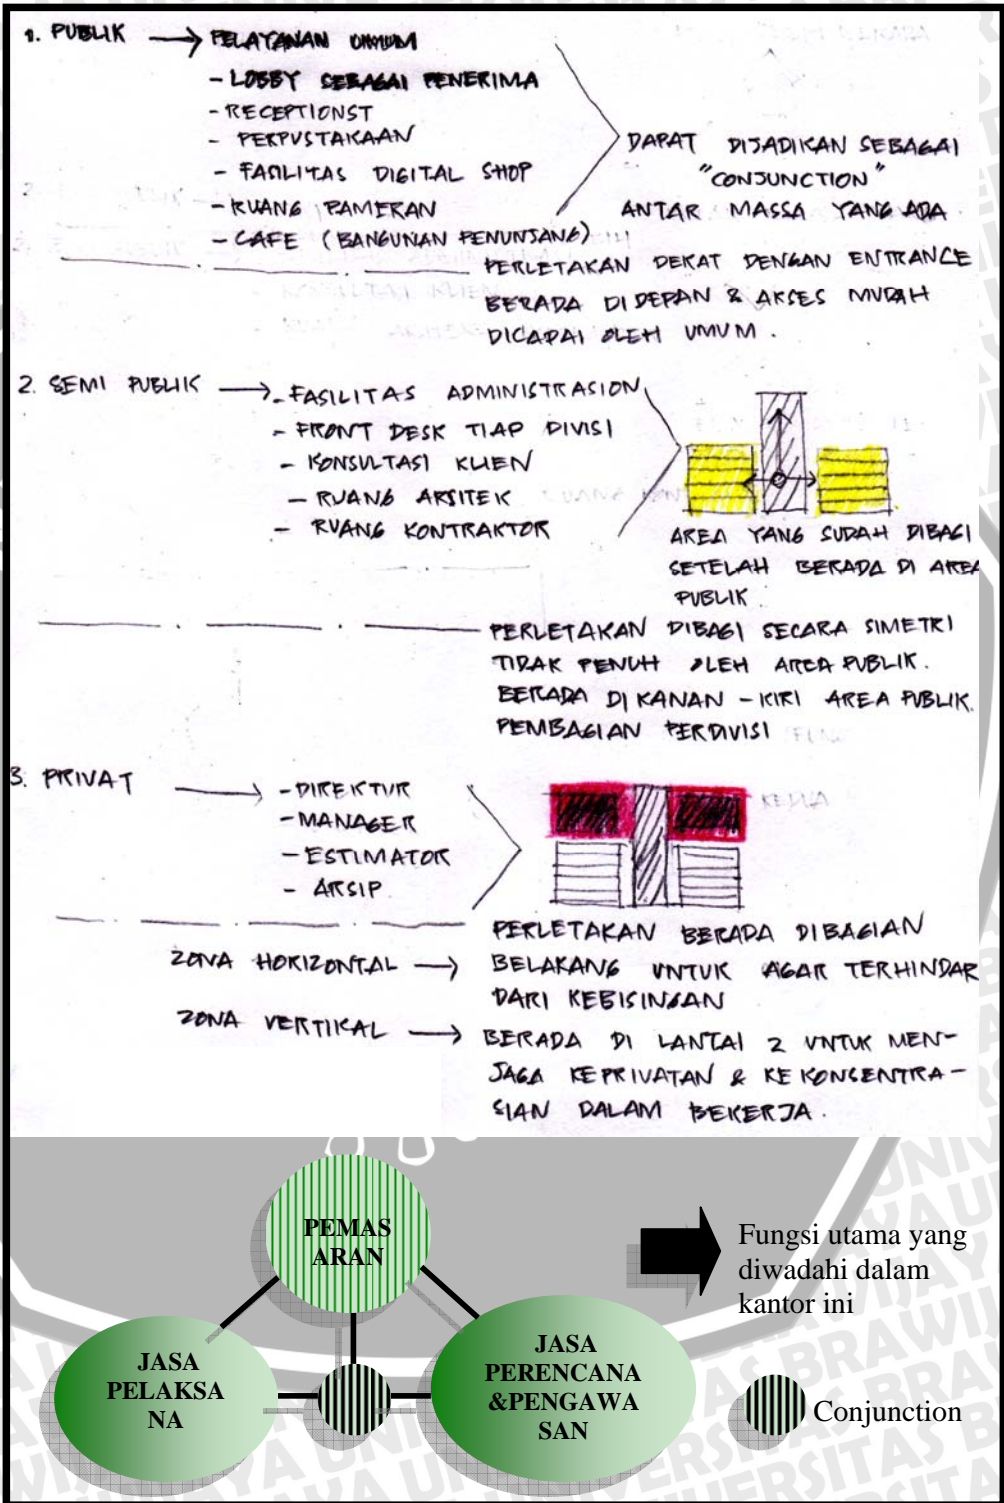 1. PUBLIK → PELAYANAN UMUM
- LOBBY SEBAGAI PENERIMA
- RECEPTIONST
- PERPUSTAKAAN
- FASILITAS DIGITAL SHOP
- RUANG PAMERAN
- CAFE (BANGUNAN PENUNJANG)
DAPAT DIJADIKAN SEBAGAI
"CONJUNCTION"
ANTAR MASSA YANG ADA
PERLETAKAN DEKAT DENGAN ENTRANCE
BERADA DI DEPAN & AKSES MUDAH
DICAPAI OLEH UMUM.
2. SEMI PUBLIK → - FASILITAS ADMINISTRASION
- FRONT DESK TIAP DIVISI
- KONSULTASI KLIEN
- RUANG ARSITEK
- RUANG KONTRAKTOR
AREA YANG SUDAH DIBAGI
SETELAH BERADA DI AREA
PUBLIK.
PERLETAKAN DIBAGI SECARA SIMETRI
TIDAK PENUH OLEH AREA PUBLIK.
BERADA DI KANAN - KIRI AREA PUBLIK.
PEMBAGIAN PERDIVISI
3. PRIVAT → - DIREKTUR
- MANAGER
- ESTIMATOR
- ARSIP.
PERLETAKAN BERADA DIBAGIAN
ZONA HORIZONTAL → BELAKANG UNTUK AGAR TERHINDAR
DARI KEBISINGAN
ZONA VERTIKAL → BERADA DI LANTAI 2 UNTUK MEN-
JAGA KEPRIVATAN & KEKONSENTRA-
SIAN DALAM BEKERJA.
PEMAS
ARAN
Fungsi utama yang
diwadahi dalam
kantor ini
JASA
PELAKSA
NA
JASA
PERENCANA
&PENGAWA
SAN
Conjunction